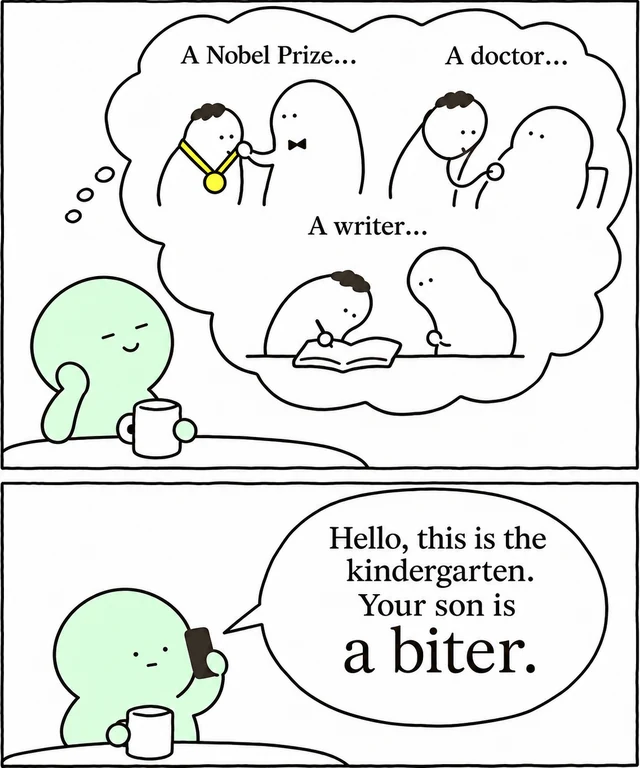 A Nobel Prize...
A doctor...
A writer...
Hello, this is the
kindergarten.
Your son is
a biter.